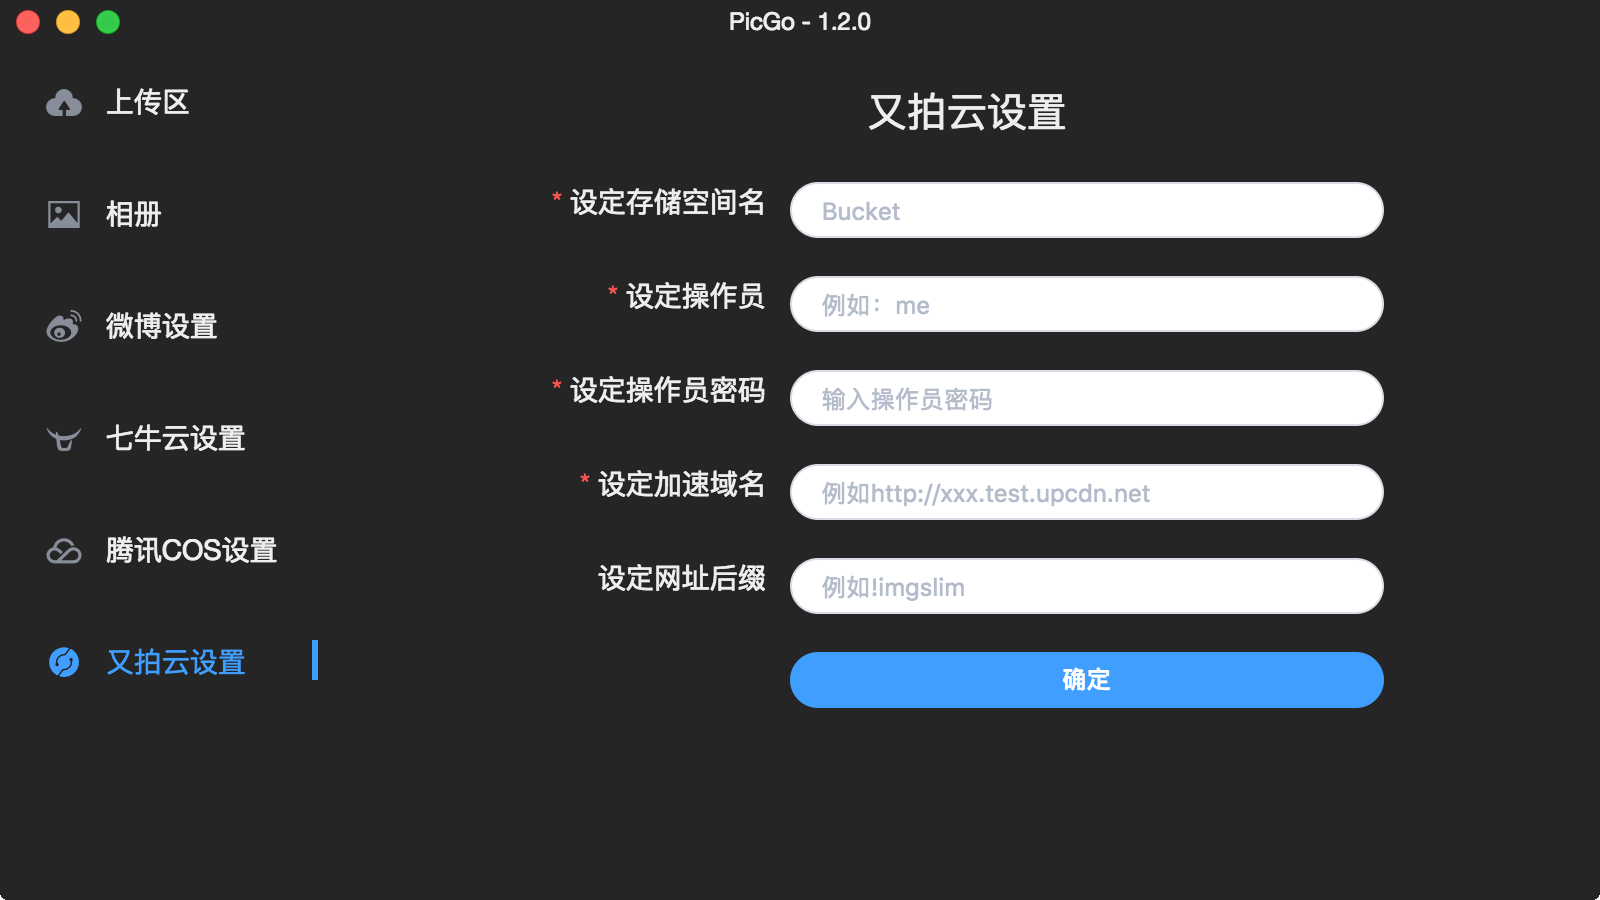 PicGo - 1.2.0
上传区
相册
微博设置
七牛云设置
腾讯COS设置
又拍云设置
又拍云设置
* 设定存储空间名
Bucket
* 设定操作员
例如：me
* 设定操作员密码
输入操作员密码
* 设定加速域名
例如http://xxx.test.upcdn.net
设定网址后缀
例如!imgslim
确定